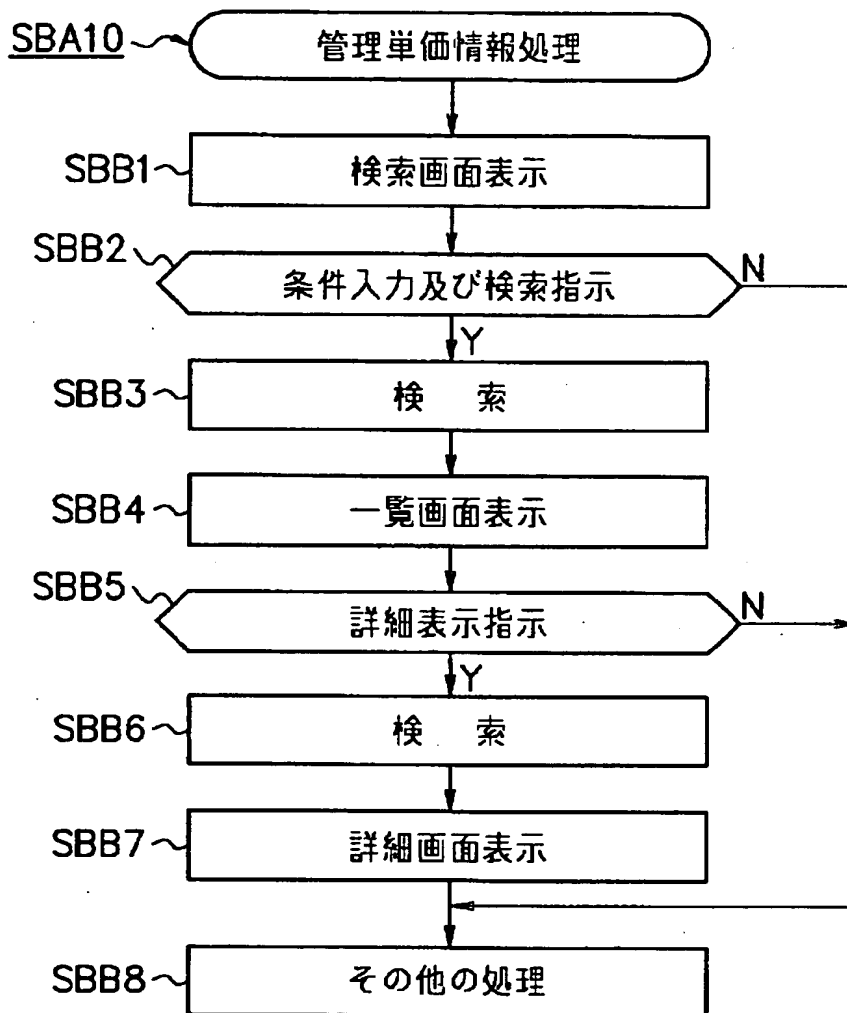 SBA10
管理単価情報処理
SBB1
検索画面表示
SBB2
条件入力及び検索指示
N
Y
SBB3
検 索
SBB4
一覧画面表示
SBB5
詳細表示指示
N
Y
SBB6
検 索
SBB7
詳細画面表示
SBB8
その他の処理